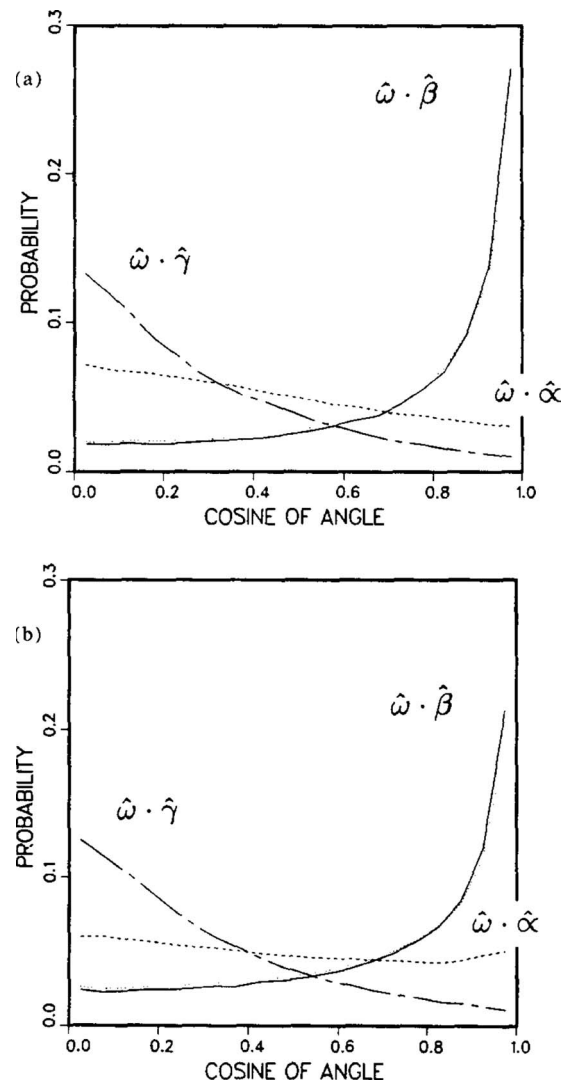 (a)
0.3
0.2
0.1
0.0
PROBABILITY
ω̂ · β̂
ω̂ · γ̂
ω̂ · α̂
0.0 0.2 0.4 0.6 0.8 1.0
COSINE OF ANGLE
(b)
0.3
0.2
0.1
0.0
PROBABILITY
ω̂ · β̂
ω̂ · γ̂
ω̂ · α̂
0.0 0.2 0.4 0.6 0.8 1.0
COSINE OF ANGLE